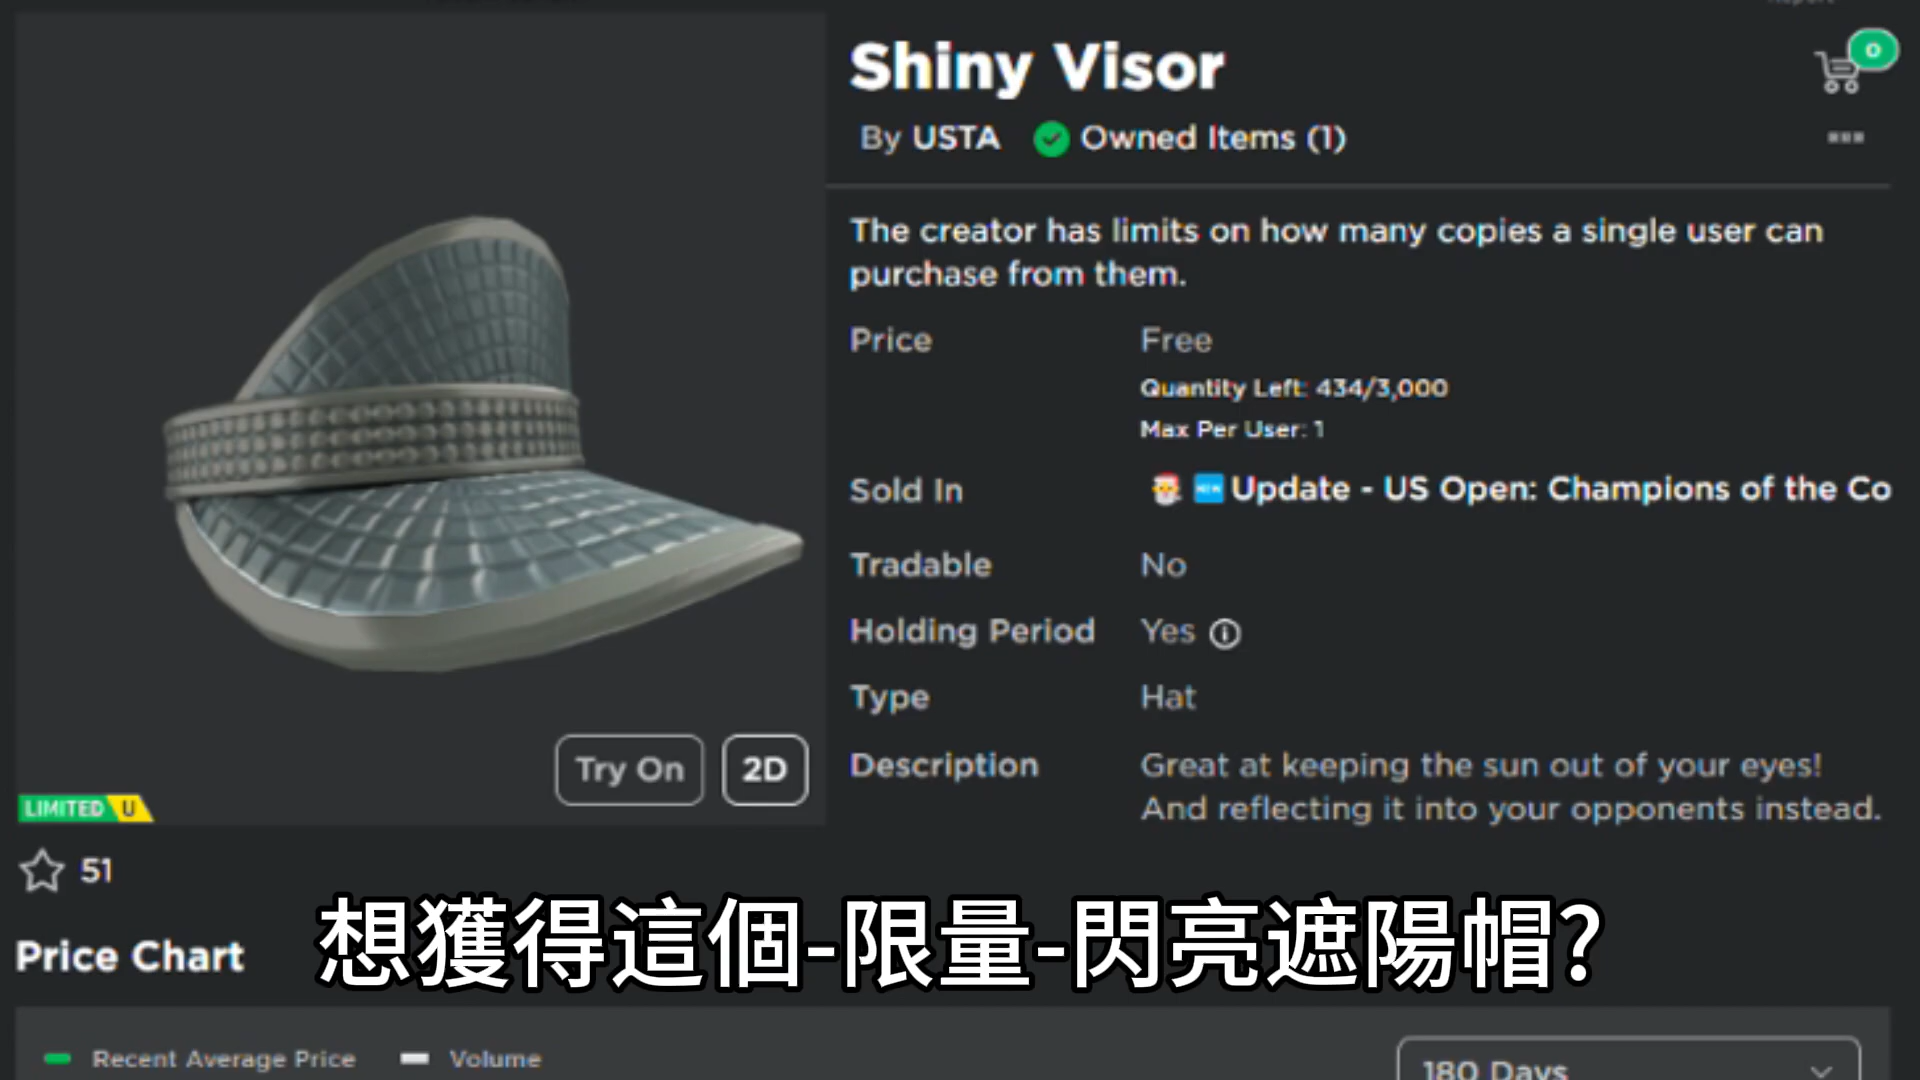 Shiny Visor
0
By USTA Owned Items (1)
The creator has limits on how many copies a single user can
purchase from them.
Price Free
Quantity Left: 434/3,000
Max Per User: 1
Sold In NEW Update - US Open: Champions of the Co
Tradable No
Holding Period Yes
Type Hat
Try On 2D
Description Great at keeping the sun out of your eyes!
And reflecting it into your opponents instead.
LIMITED U
51
想獲得這個-限量-閃亮遮陽帽?
Price Chart
Recent Average Price Volume
180 Days